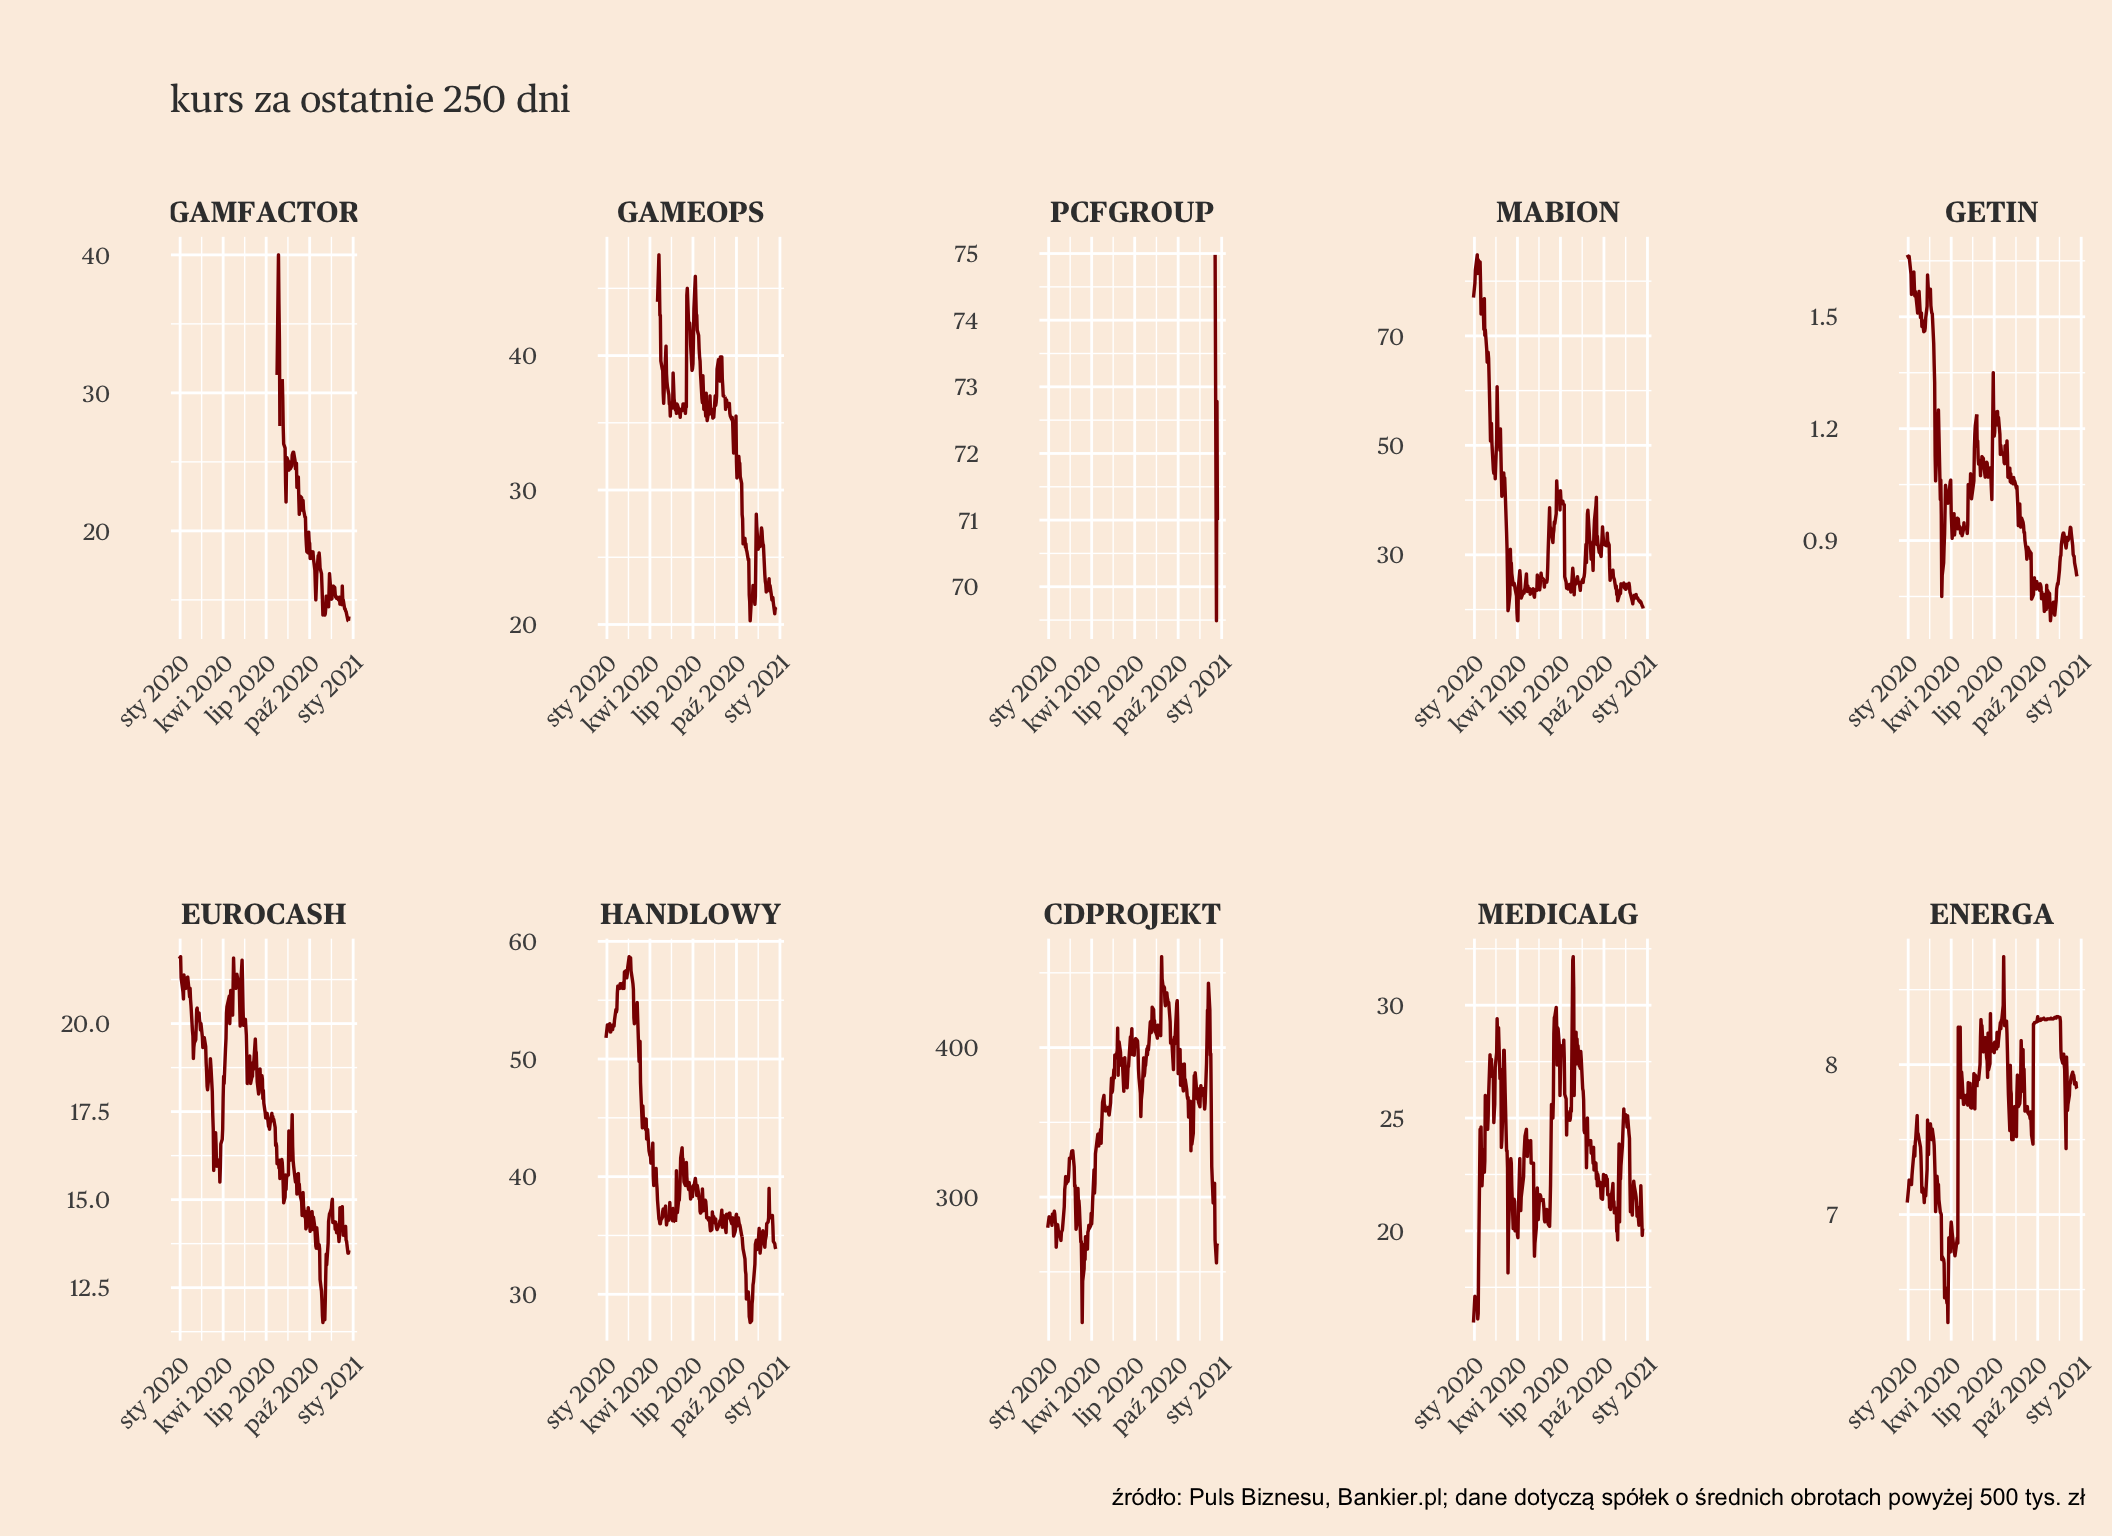 kurs za ostatnie 250 dni
GAMFACTOR
40
30
20
sty 2020
kwi 2020
lip 2020
paź 2020
sty 2021
GAMEOPS
40
30
20
sty 2020
kwi 2020
lip 2020
paź 2020
sty 2021
PCFGROUP
75
74
73
72
71
70
sty 2020
kwi 2020
lip 2020
paź 2020
sty 2021
MABION
70
50
30
sty 2020
kwi 2020
lip 2020
paź 2020
sty 2021
GETIN
1.5
1.2
0.9
sty 2020
kwi 2020
lip 2020
paź 2020
sty 2021
EUROCASH
20.0
17.5
15.0
12.5
sty 2020
kwi 2020
lip 2020
paź 2020
sty 2021
HANDLOWY
60
50
40
30
sty 2020
kwi 2020
lip 2020
paź 2020
sty 2021
CDPROJEKT
400
300
sty 2020
kwi 2020
lip 2020
paź 2020
sty 2021
MEDICALG
30
25
20
sty 2020
kwi 2020
lip 2020
paź 2020
sty 2021
ENERGA
8
7
sty 2020
kwi 2020
lip 2020
paź 2020
sty 2021
źródło: Puls Biznesu, Bankier.pl; dane dotyczą spółek o średnich obrotach powyżej 500 tys. zł